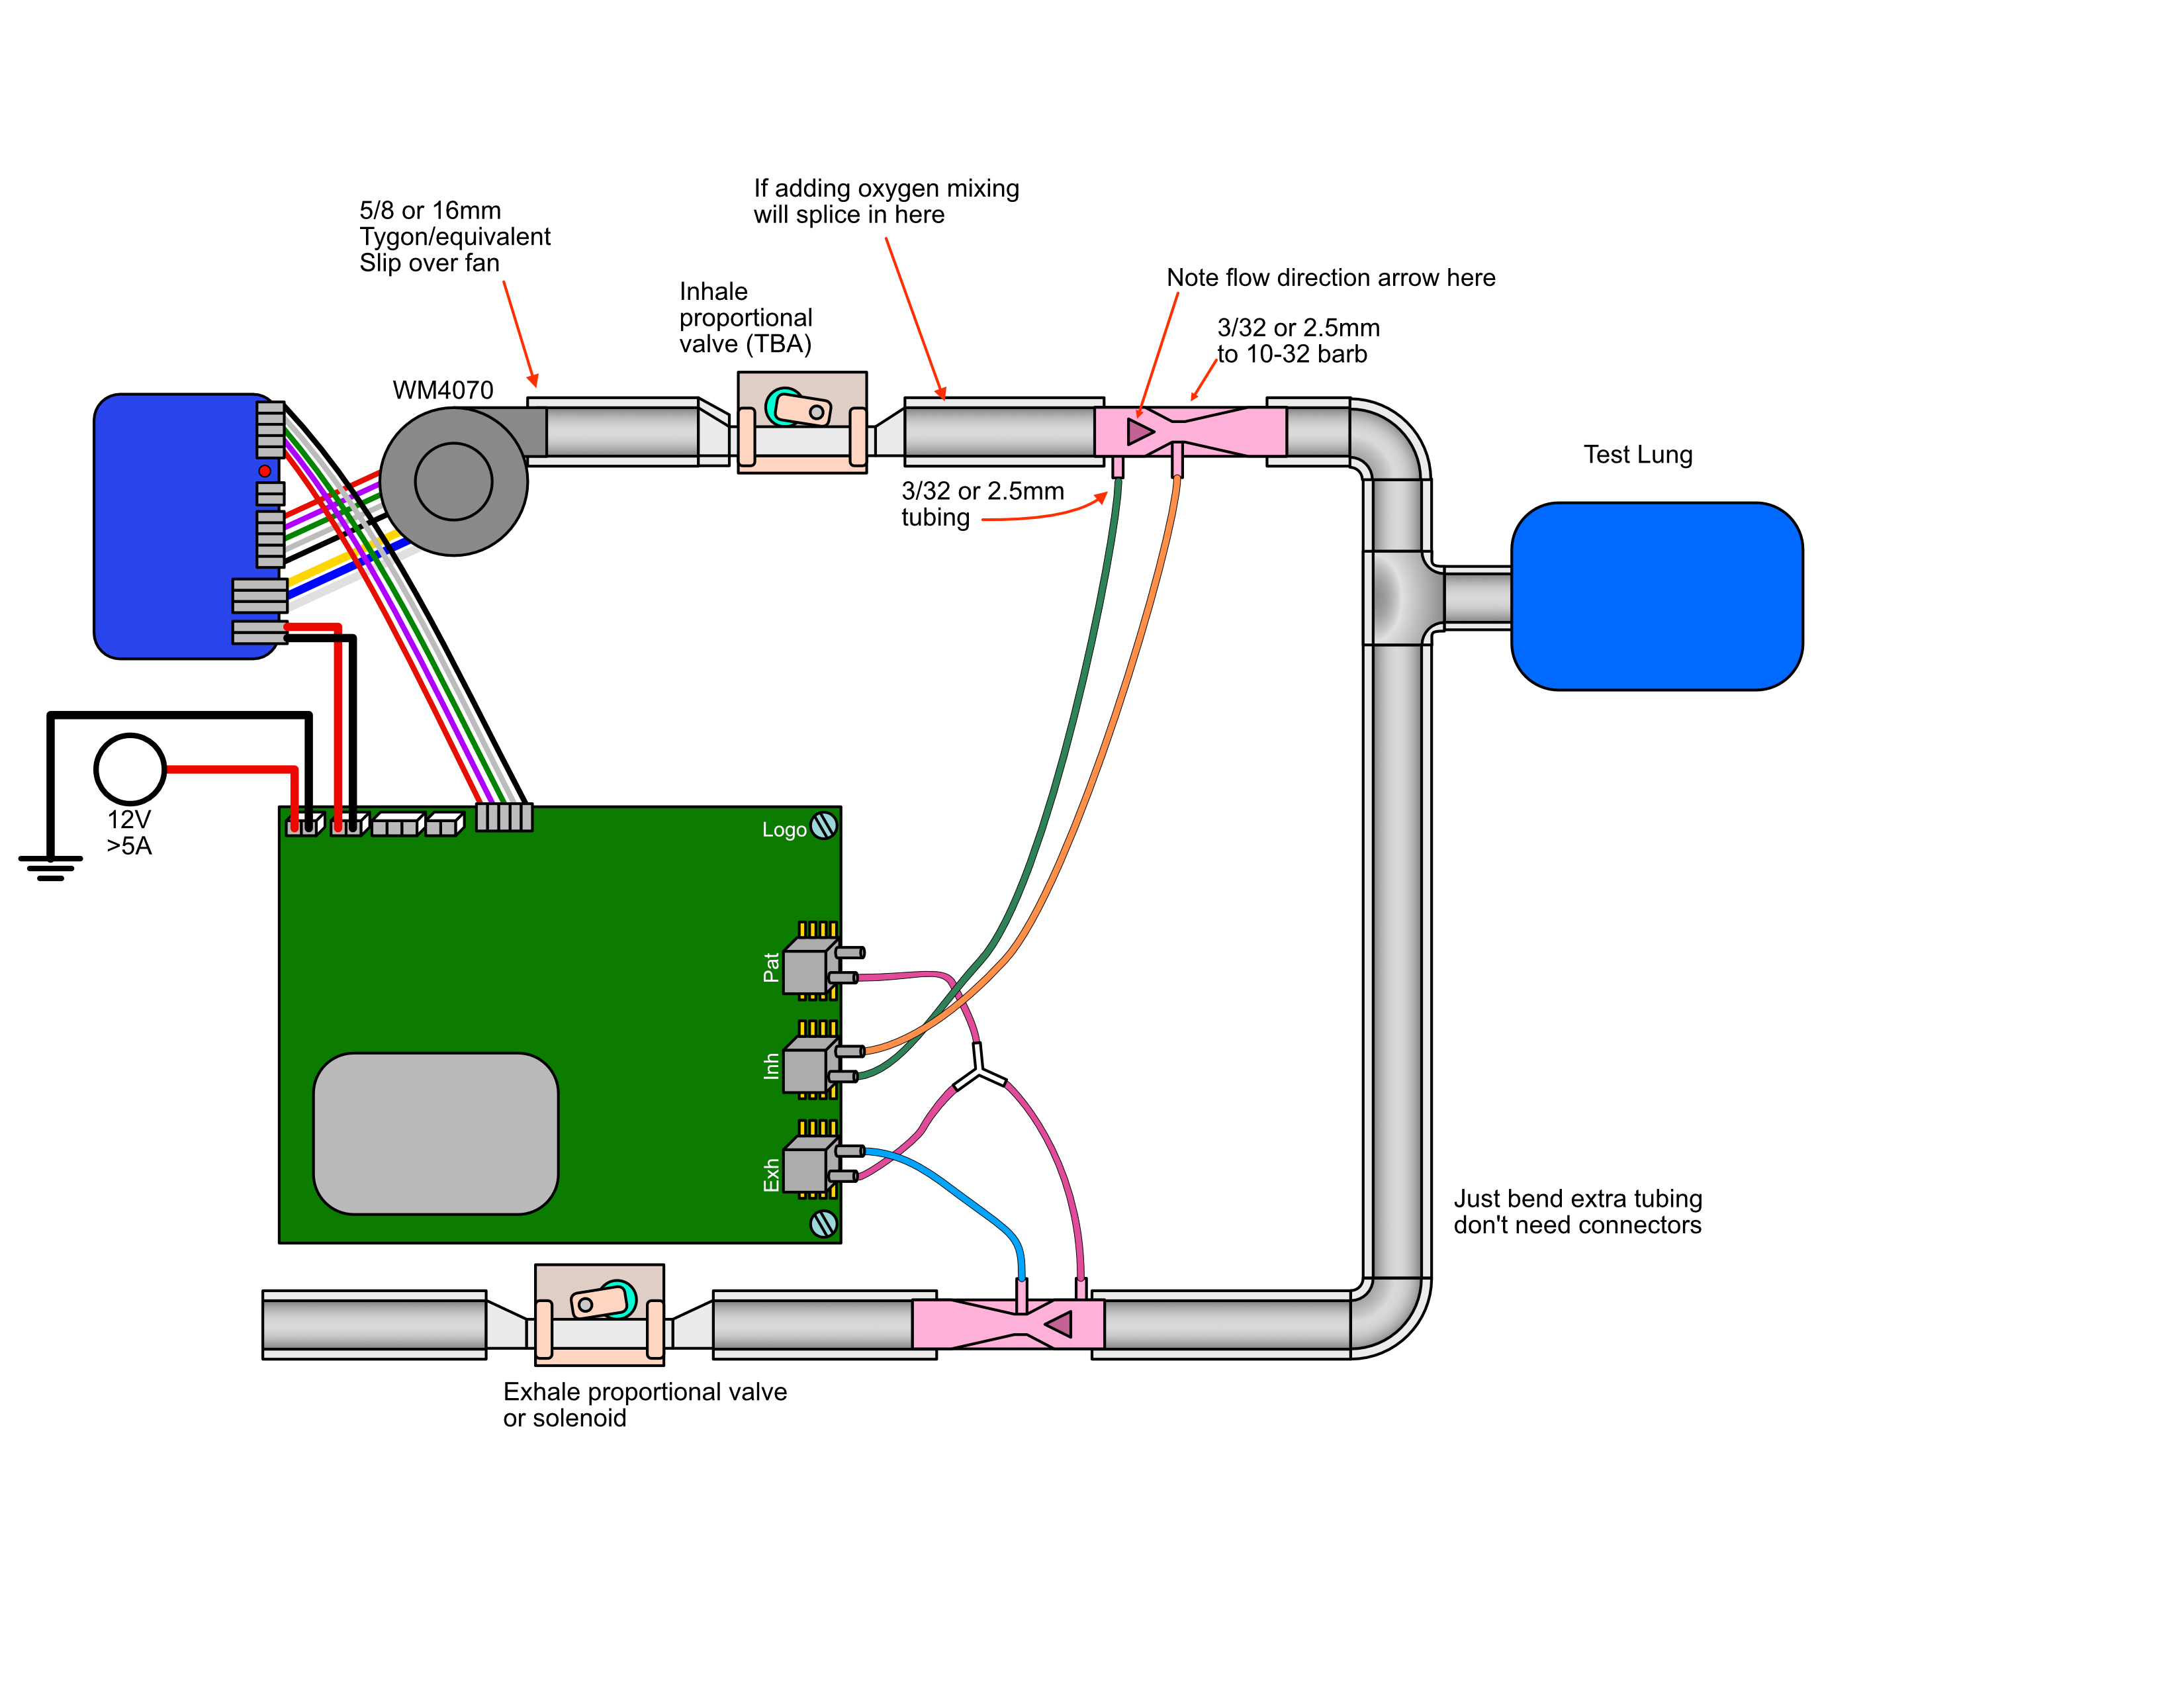 If adding oxygen mixing
will splice in here
5/8 or 16mm
Tygon/equivalent
Slip over fan
Inhale
proportional
valve (TBA)
Note flow direction arrow here
3/32 or 2.5mm
to 10-32 barb
WM4070
Test Lung
3/32 or 2.5mm
tubing
12V
>5A
Logo
Pat
Inh
Exh
Just bend extra tubing
don't need connectors
Exhale proportional valve
or solenoid